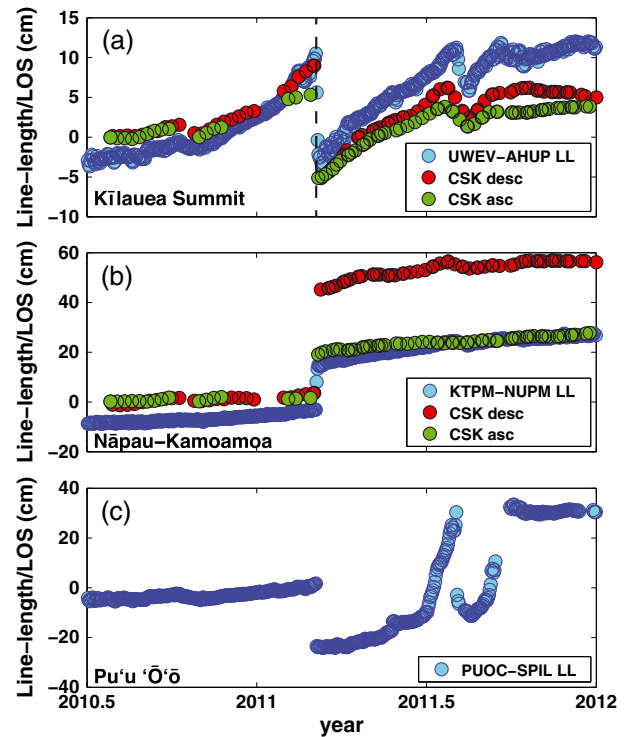 (a)
Line-length/LOS (cm)
15
10
5
0
-5
-10
Kīlauea Summit
UWEV-AHUP LL
CSK desc
CSK asc
(b)
Line-length/LOS (cm)
60
40
20
0
-20
Nāpau-Kamoamoa
KTPM-NUPM LL
CSK desc
CSK asc
(c)
Line-length/LOS (cm)
40
20
0
-20
-40
Pu‘u ‘Ō‘ō
PUOC-SPIL LL
2010.5
2011
2011.5
2012
year